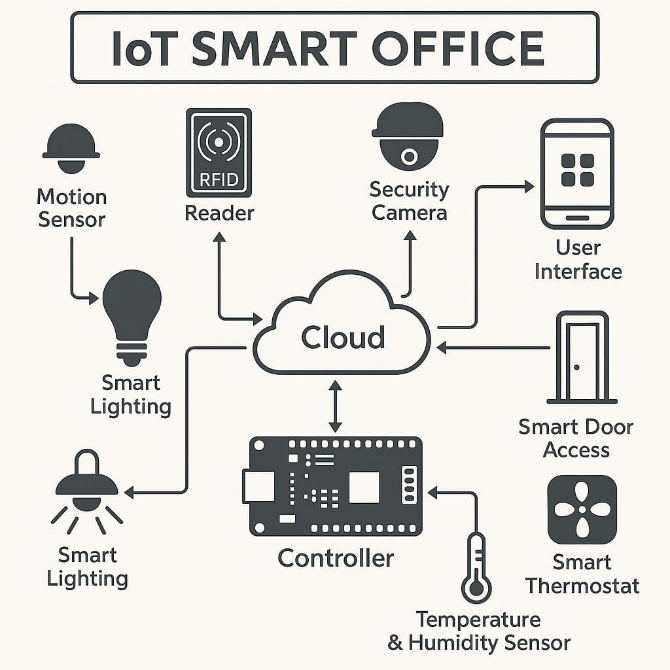 IoT SMART OFFICE
Motion
Sensor
RFID
Reader
Security
Camera
User
Interface
Cloud
Smart
Lighting
Smart Door
Access
Smart
Lighting
Controller
Smart
Thermostat
Temperature
& Humidity Sensor